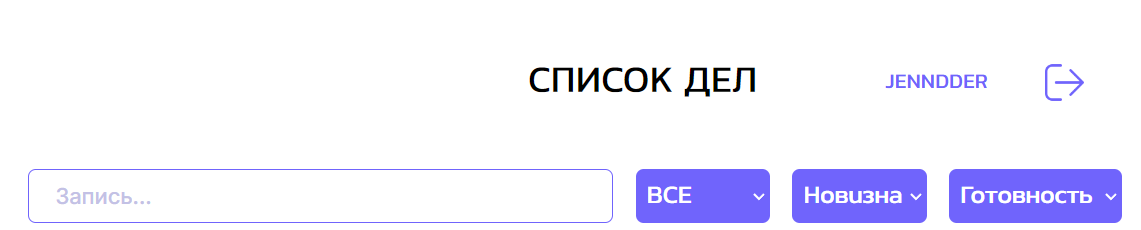 СПИСОК ДЕЛ
JENNDDER
Запись...
ВСЕ
Новизна
Готовность